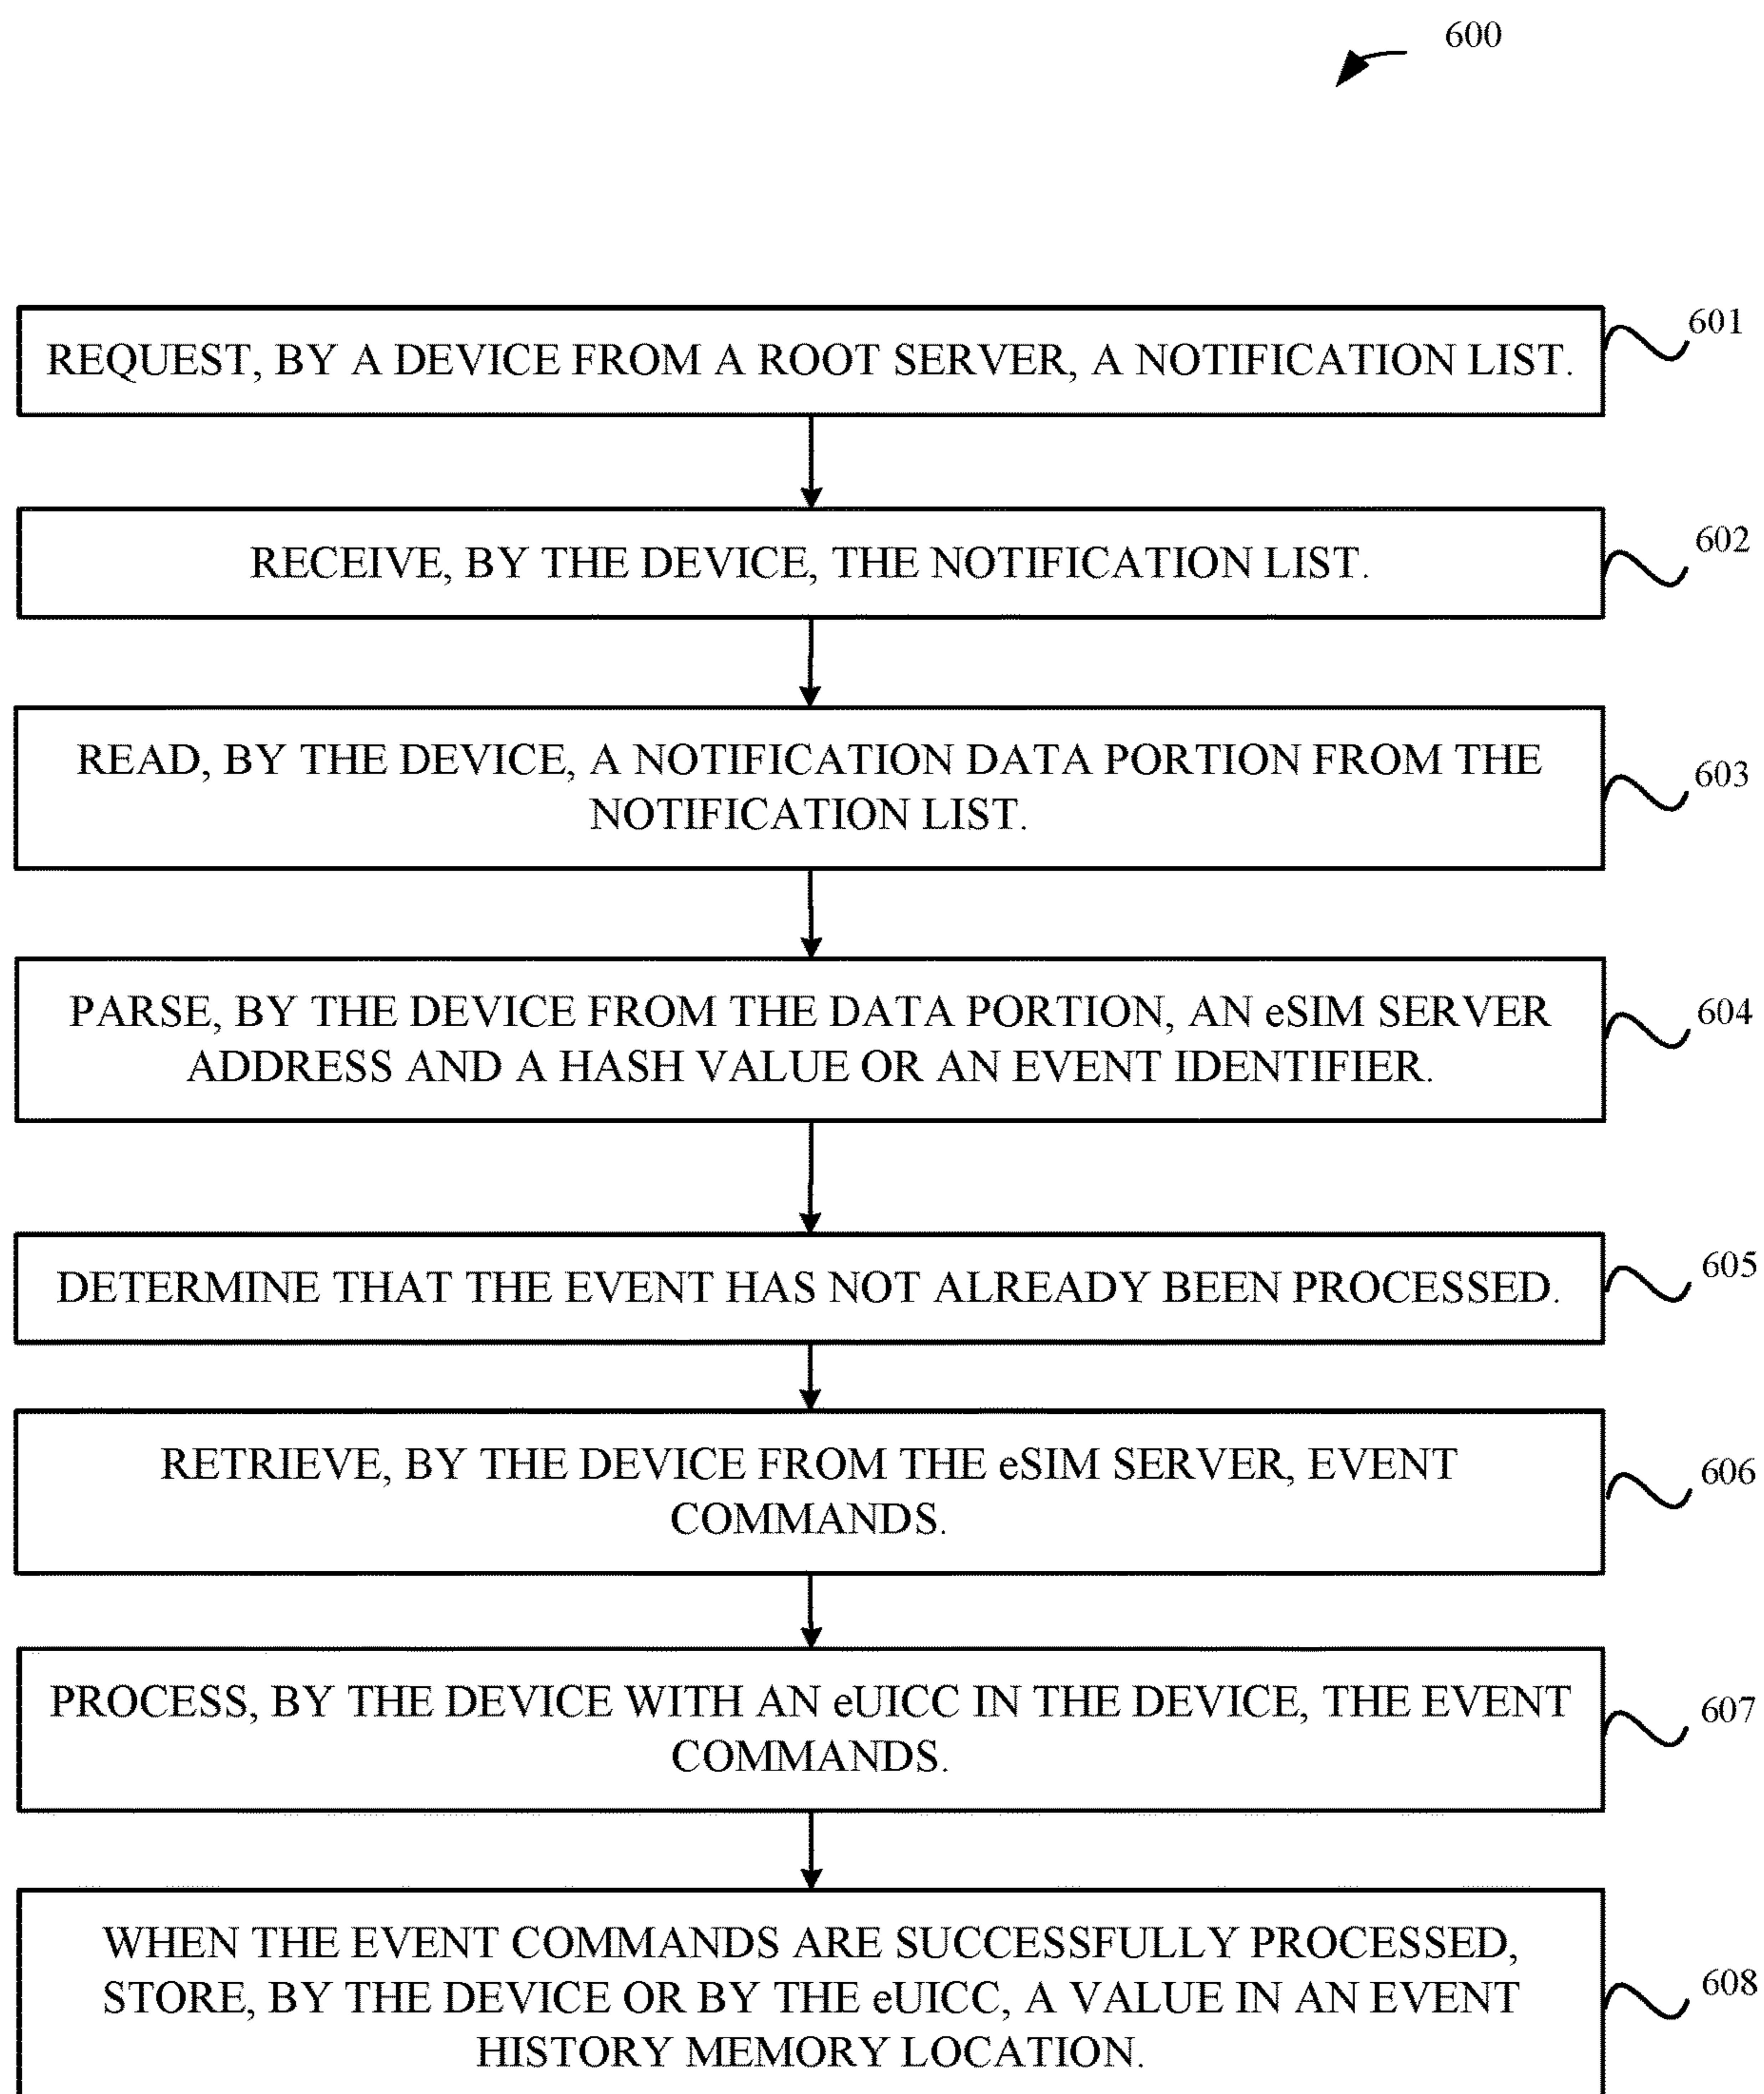 600
REQUEST, BY A DEVICE FROM A ROOT SERVER, A NOTIFICATION LIST.
601
RECEIVE, BY THE DEVICE, THE NOTIFICATION LIST.
602
READ, BY THE DEVICE, A NOTIFICATION DATA PORTION FROM THE
NOTIFICATION LIST.
603
PARSE, BY THE DEVICE FROM THE DATA PORTION, AN eSIM SERVER
ADDRESS AND A HASH VALUE OR AN EVENT IDENTIFIER.
604
DETERMINE THAT THE EVENT HAS NOT ALREADY BEEN PROCESSED.
605
RETRIEVE, BY THE DEVICE FROM THE eSIM SERVER, EVENT
COMMANDS.
606
PROCESS, BY THE DEVICE WITH AN eUICC IN THE DEVICE, THE EVENT
COMMANDS.
607
WHEN THE EVENT COMMANDS ARE SUCCESSFULLY PROCESSED,
STORE, BY THE DEVICE OR BY THE eUICC, A VALUE IN AN EVENT
HISTORY MEMORY LOCATION.
608